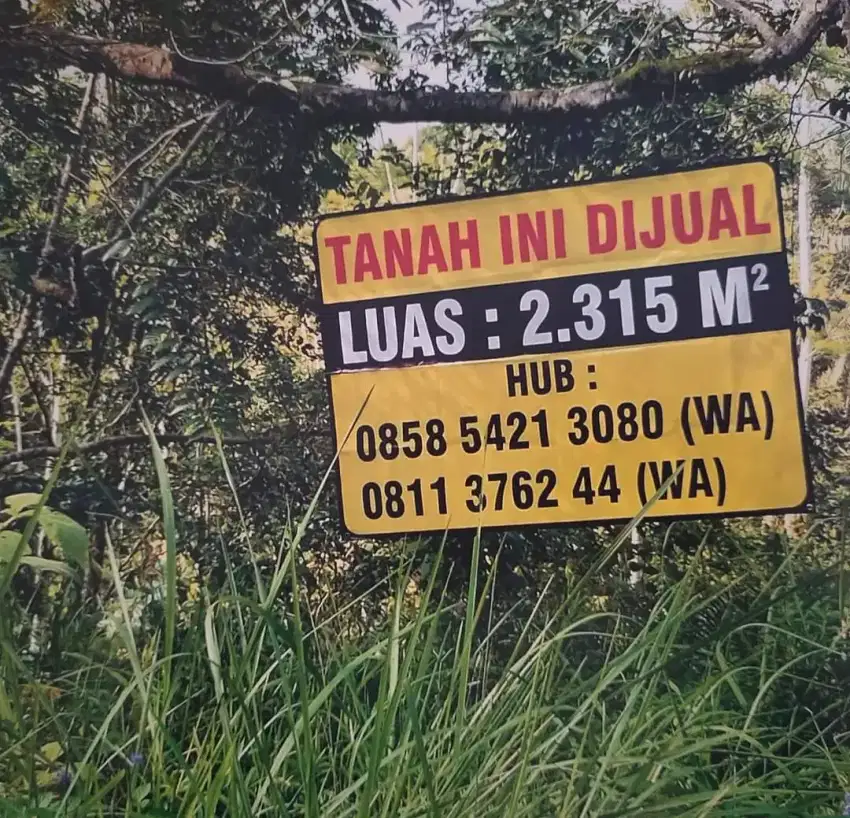 TANAH INI DIJUAL
LUAS : 2.315 M²
HUB :
0858 5421 3080 (WA)
0811 3762 44 (WA)